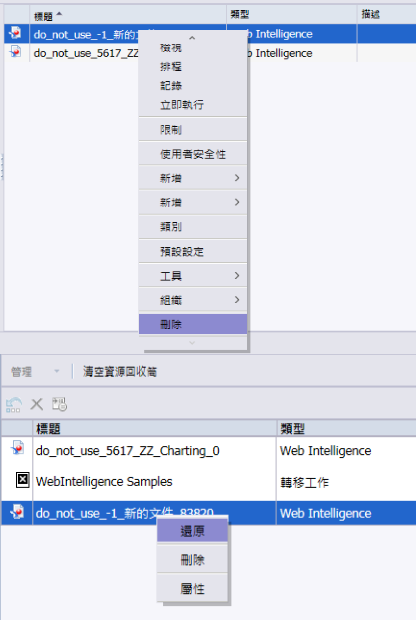 標題 類型 描述
do_not_use_-1_新的文 Web Intelligence
do_not_use_5617_ZZ Web Intelligence
檢視
排程
記錄
立即執行
限制
使用者安全性
新增
新增
類別
預設設定
工具
組織
刪除
管理 清空資源回收筒
標題 類型
do_not_use_5617_ZZ_Charting_0 Web Intelligence
WebIntelligence Samples 轉移工作
do_not_use_-1_新的文件_83820 Web Intelligence
還原
刪除
屬性